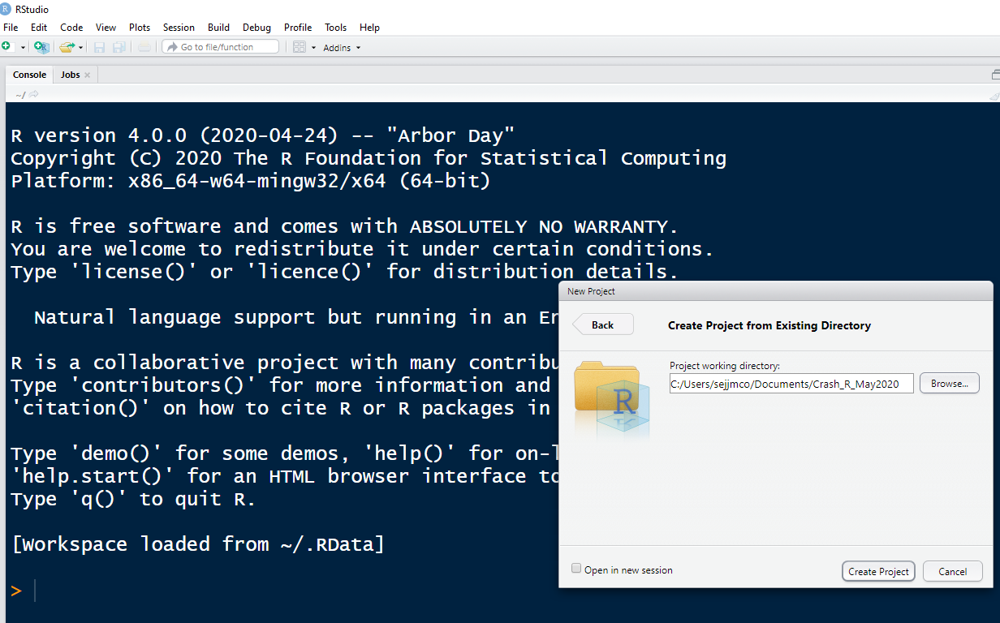 RStudio
File Edit Code View Plots Session Build Debug Profile Tools Help
Go to file/function Addins
Console Jobs
~/
R version 4.0.0 (2020-04-24) -- "Arbor Day"
Copyright (C) 2020 The R Foundation for Statistical Computing
Platform: x86_64-w64-mingw32/x64 (64-bit)
R is free software and comes with ABSOLUTELY NO WARRANTY.
You are welcome to redistribute it under certain conditions.
Type 'license()' or 'licence()' for distribution details.
Natural language support but running in an
R is a collaborative project with many
Type 'contributors()' for more information and
'citation()' on how to cite R or R packages in
Type 'demo()' for some demos, 'help()' for
'help.start()' for an HTML browser interface to
Type 'q()' to quit R.
[Workspace loaded from ~/.RData]
>
New Project
Back
Create Project from Existing Directory
Project working directory:
C:/Users/sejjmco/Documents/Crash_R_May2020
Browse...
R
Open in new session
Create Project
Cancel